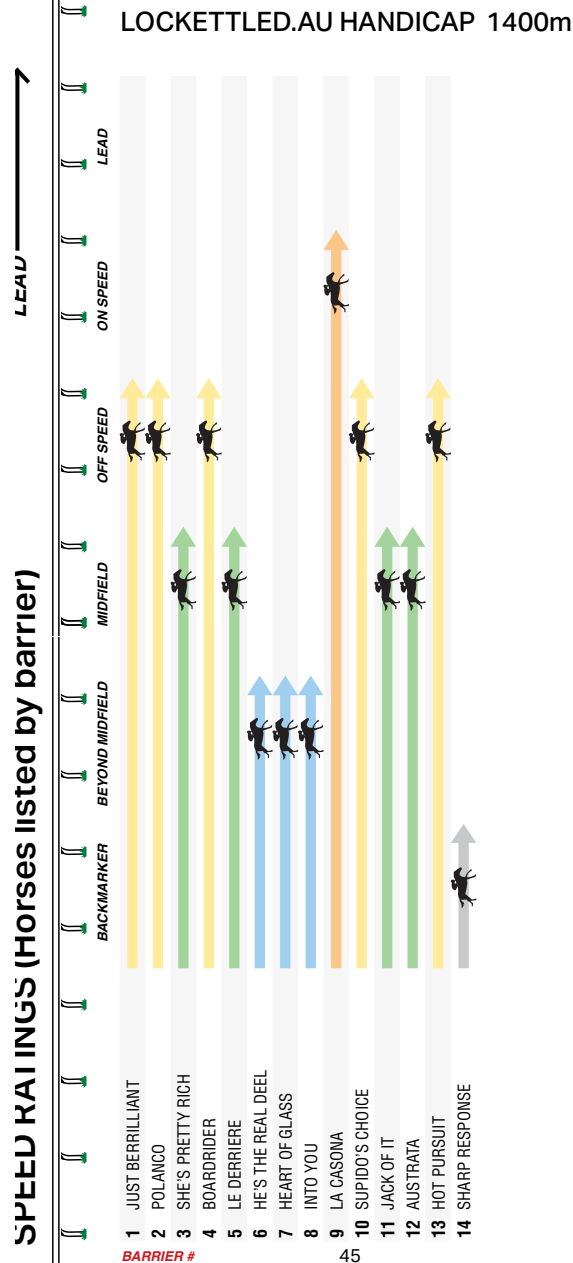 LOCKETTLED.AU HANDICAP 1400m
SPEED RATINGS (Horses listed by barrier)
LEAD
BACKMARKER
BEYOND MIDFIELD
MIDFIELD
OFF SPEED
ON SPEED
LEAD
BARRIER #
1 JUST BERRILLIANT
2 POLANCO
3 SHE'S PRETTY RICH
4 BOARDRIDER
5 LE DERRIERE
6 HE'S THE REAL DEEL
7 HEART OF GLASS
8 INTO YOU
9 LA CASONA
10 SUPIDO'S CHOICE
11 JACK OF IT
12 AUSTRATA
13 HOT PURSUIT
14 SHARP RESPONSE
45